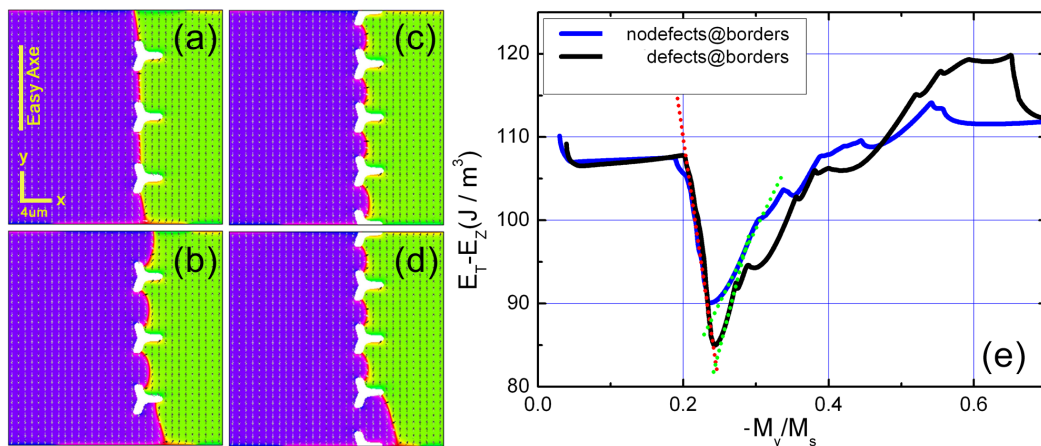 (a)
(c)
Easy Axe
y
x
4um
(b)
(d)
nodefects@borders
defects@borders
120
110
100
90
80
E_T-E_Z(J / m³)
0.0
0.2
0.4
0.6
-M_y/M_s
(e)